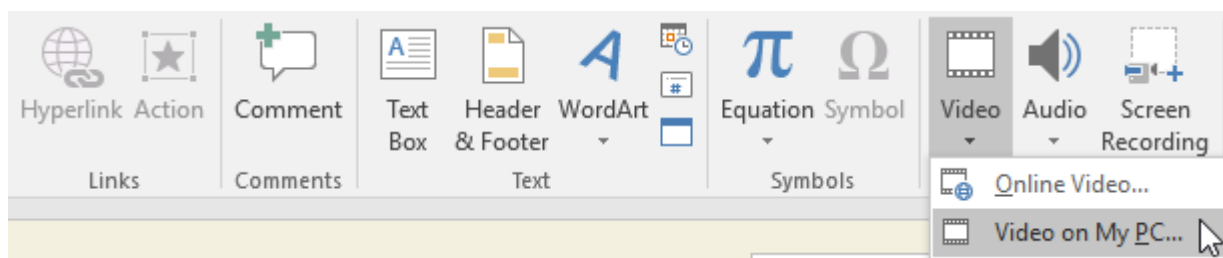 Hyperlink Action
Comment
Text Box
Header & Footer
WordArt
Equation Symbol
Video
Audio
Screen Recording
Links
Comments
Text
Symbols
Online Video...
Video on My PC...